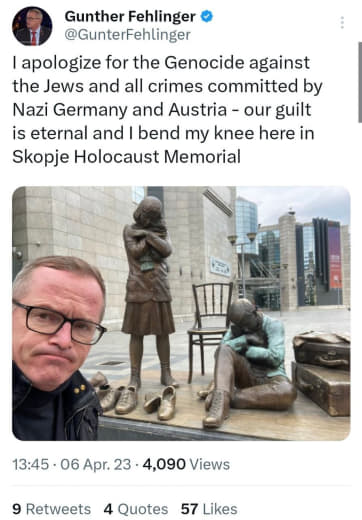 Gunther Fehlinger
@GunterFehlinger
I apologize for the Genocide against
the Jews and all crimes committed by
Nazi Germany and Austria - our guilt
is eternal and I bend my knee here in
Skopje Holocaust Memorial
13:45 · 06 Apr. 23 · 4,090 Views
9 Retweets 4 Quotes 57 Likes